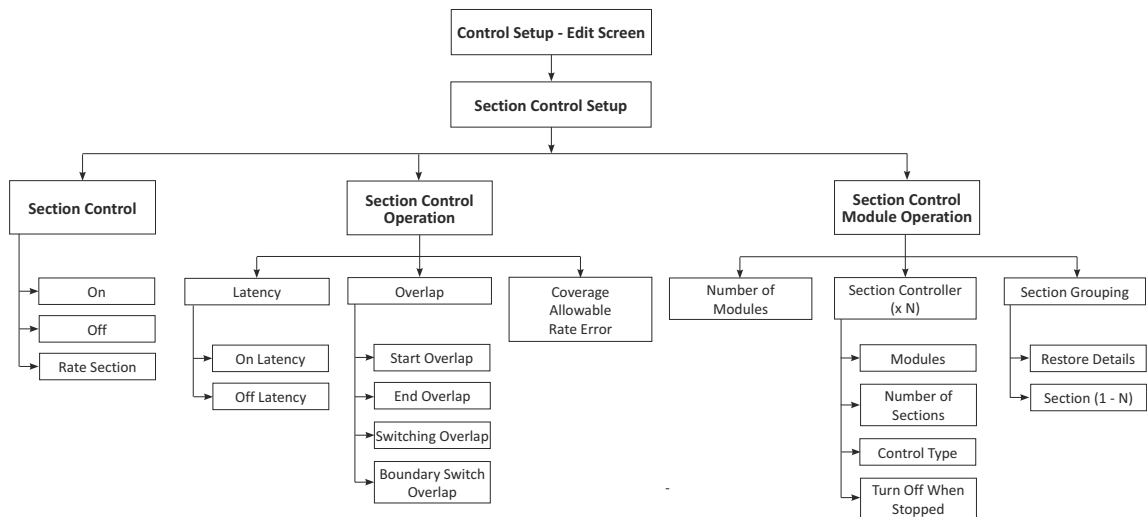 Control Setup - Edit Screen
Section Control Setup
Section Control
On
Off
Rate Section
Section Control
Operation
Latency
On Latency
Off Latency
Overlap
Start Overlap
End Overlap
Switching Overlap
Boundary Switch
Overlap
Coverage
Allowable
Rate Error
Section Control
Module Operation
Number of
Modules
Section Controller
(x N)
Modules
Number of
Sections
Control Type
Turn Off When
Stopped
Section Grouping
Restore Details
Section (1 - N)
-